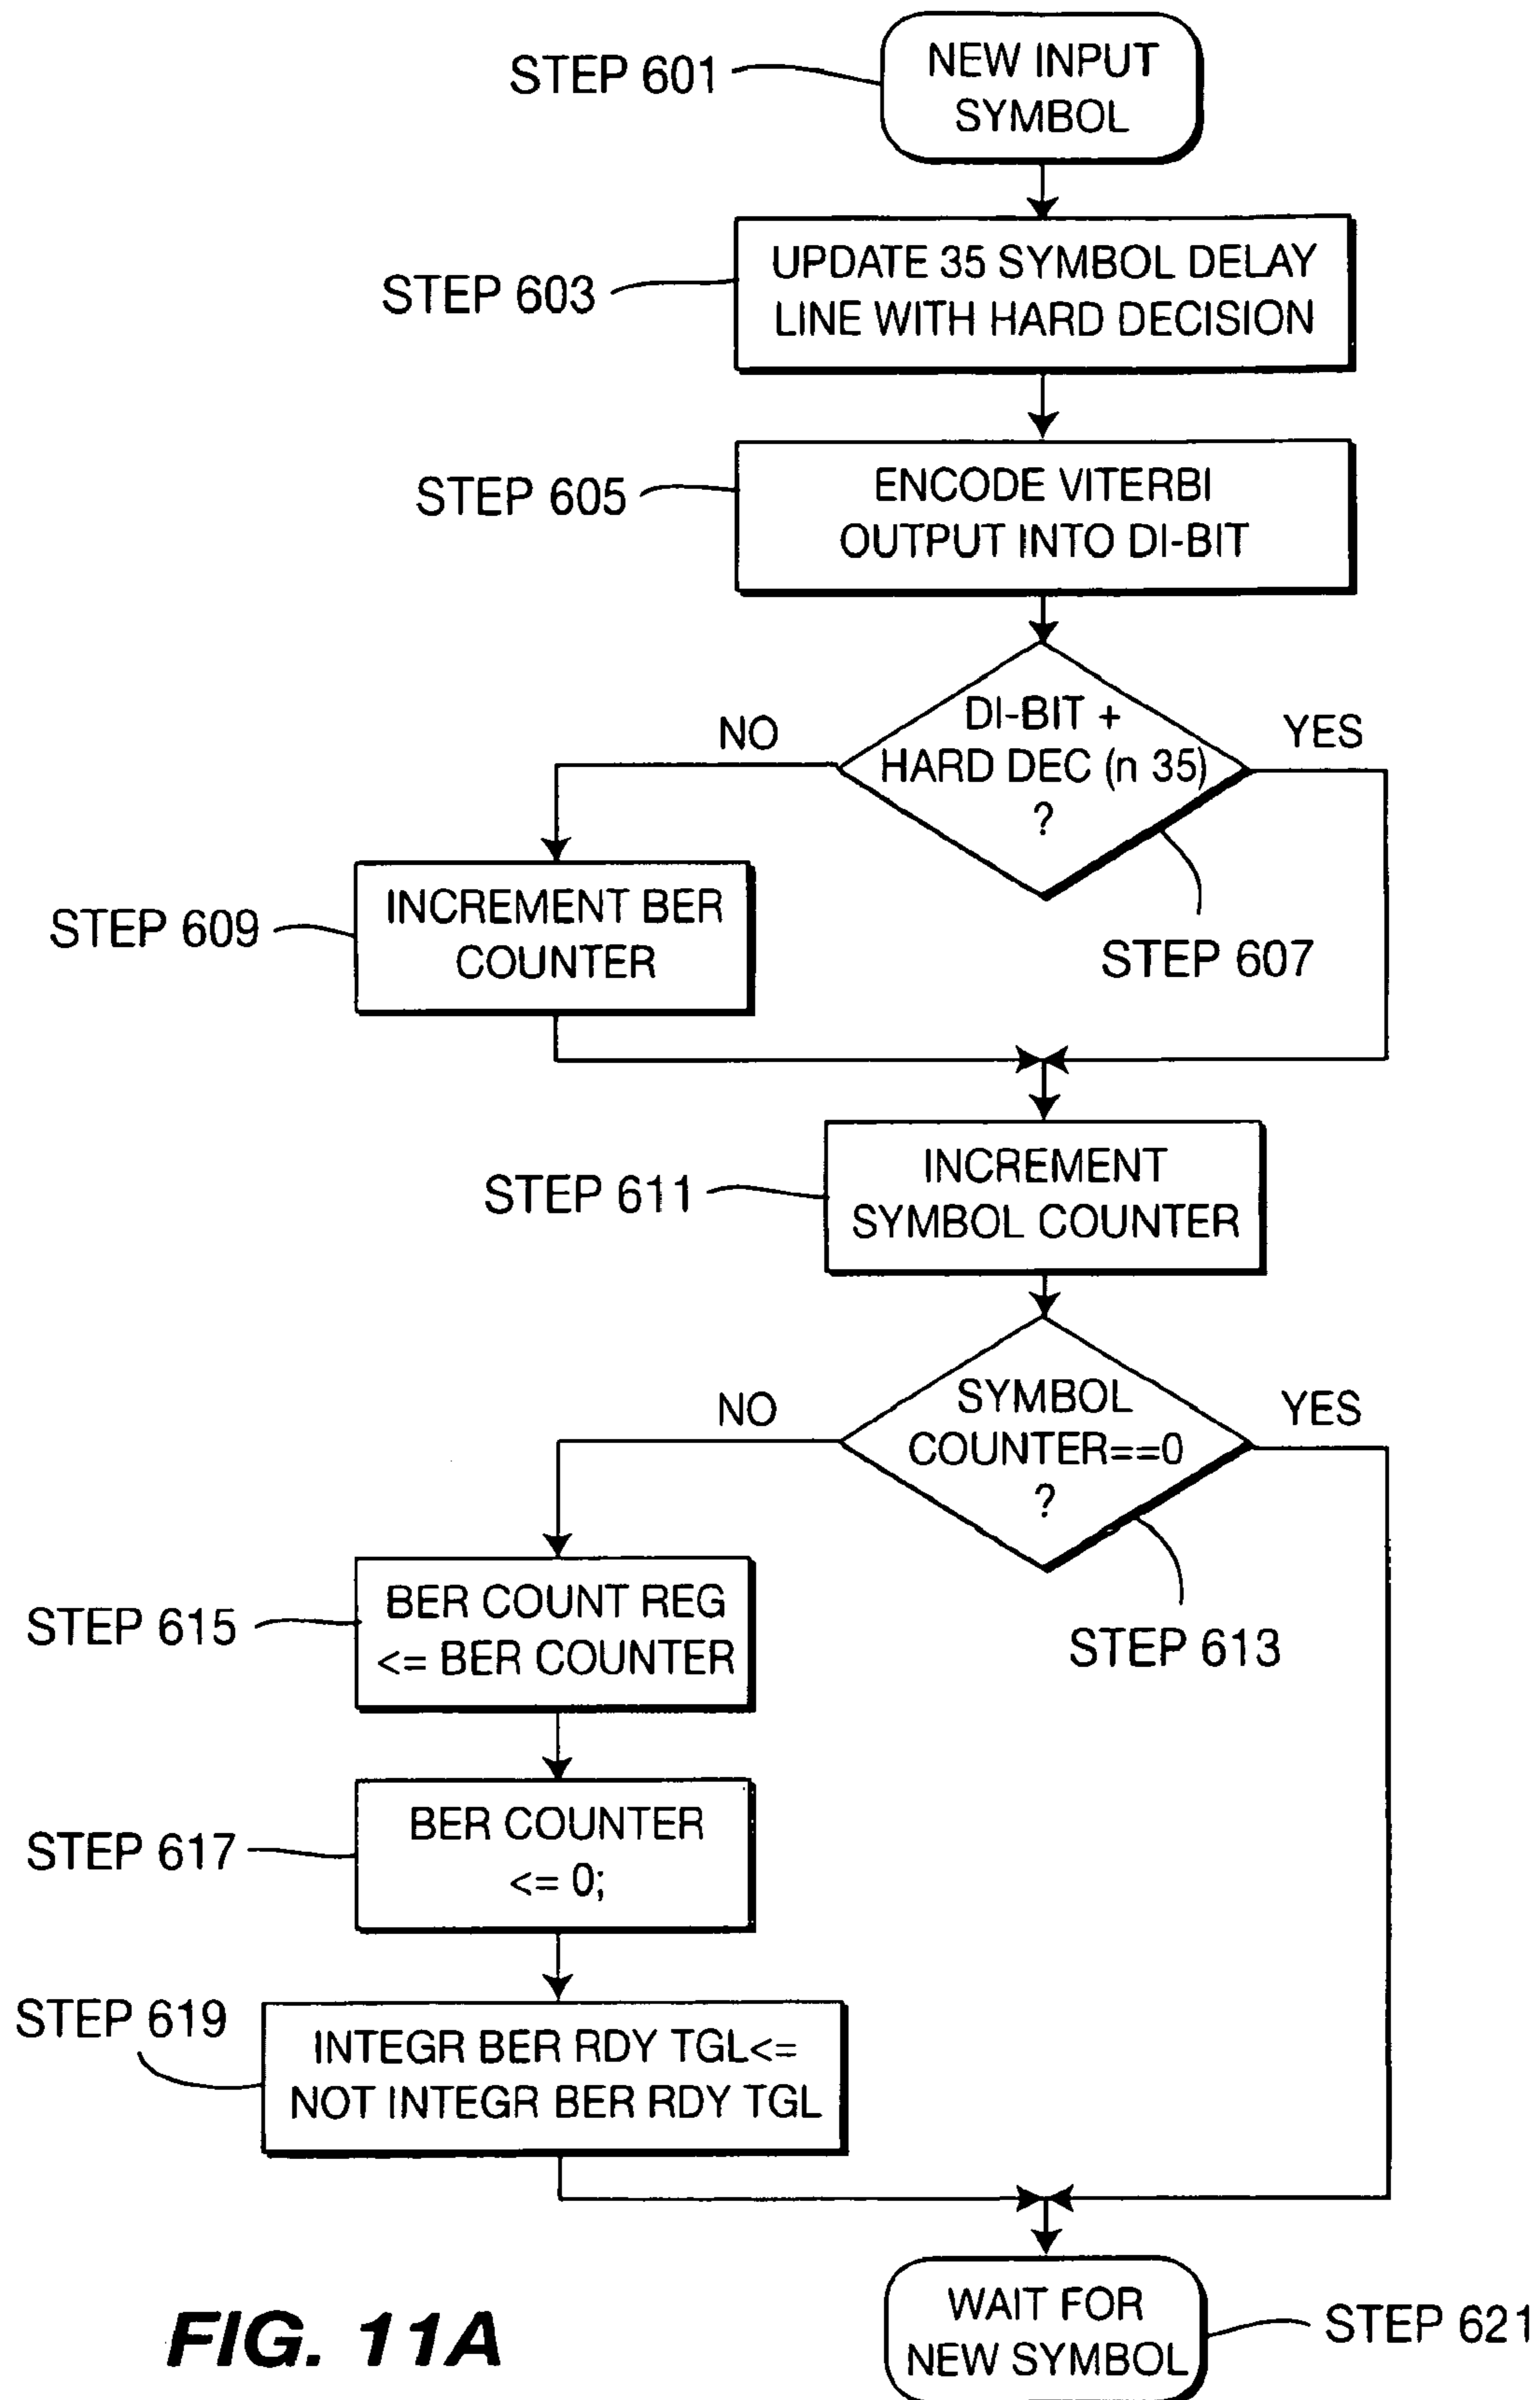 STEP 601
NEW INPUT
SYMBOL
STEP 603
UPDATE 35 SYMBOL DELAY
LINE WITH HARD DECISION
STEP 605
ENCODE VITERBI
OUTPUT INTO DI-BIT
DI-BIT +
HARD DEC (n 35)
?
NO
YES
STEP 607
STEP 609
INCREMENT BER
COUNTER
STEP 611
INCREMENT
SYMBOL COUNTER
SYMBOL
COUNTER==0
?
NO
YES
STEP 613
STEP 615
BER COUNT REG
<= BER COUNTER
STEP 617
BER COUNTER
<= 0;
STEP 619
INTEGR BER RDY TGL<=
NOT INTEGR BER RDY TGL
WAIT FOR
NEW SYMBOL
STEP 621
FIG. 11A